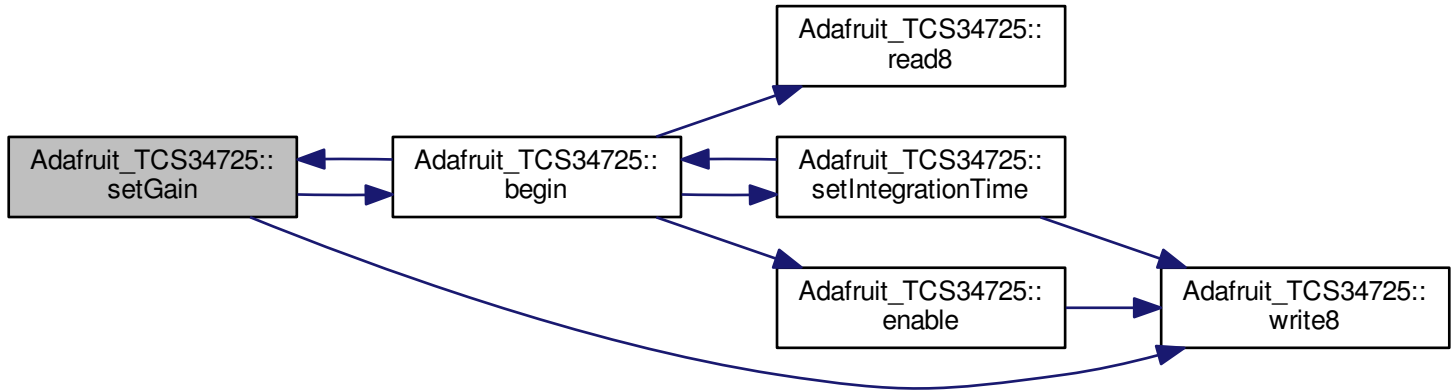 Adafruit_TCS34725::
setGain
Adafruit_TCS34725::
begin
Adafruit_TCS34725::
read8
Adafruit_TCS34725::
setIntegrationTime
Adafruit_TCS34725::
enable
Adafruit_TCS34725::
write8